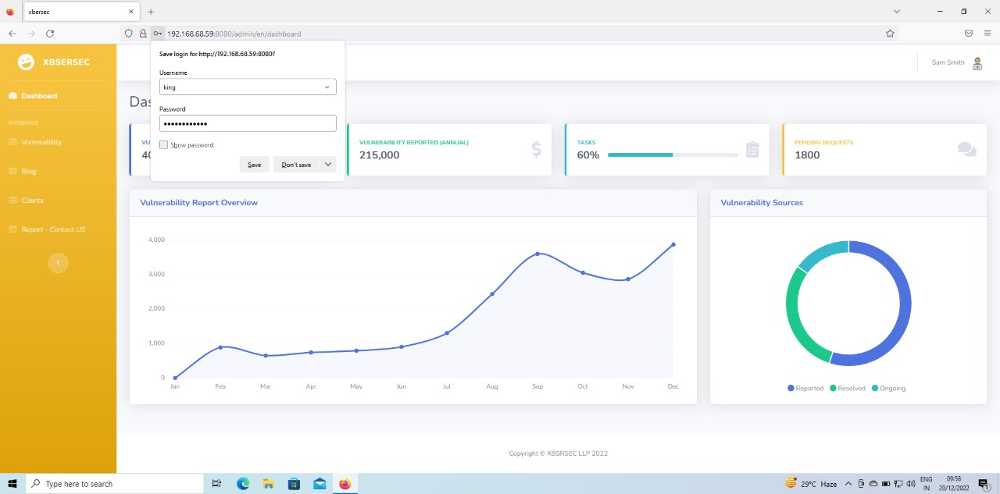 xbersec
192.168.68.59:8080/admin/en/dashboard
XBSERSEC
Dashboard
INTERFACE
Vulnerability
Blog
Clients
Report - Contact US
Save login for http://192.168.68.59:8080?
Username
king
Password
••••••••••••
Show password
Save
Don't save
Sam Smith
Das
VU
40
VULNERABILITY REPORTED (ANNUAL)
215,000
$
TASKS
60%
PENDING REQUESTS
1800
Vulnerability Report Overview
4,000
3,000
2,000
1,000
0
Jan Feb Mar Apr May Jun Jul Aug Sep Oct Nov Dec
Vulnerability Sources
Reported Resolved Ongoing
Copyright © XBSRSEC LLP 2022
Type here to search
29°C Haze
ENG
IN
09:58
20/12/2022
1